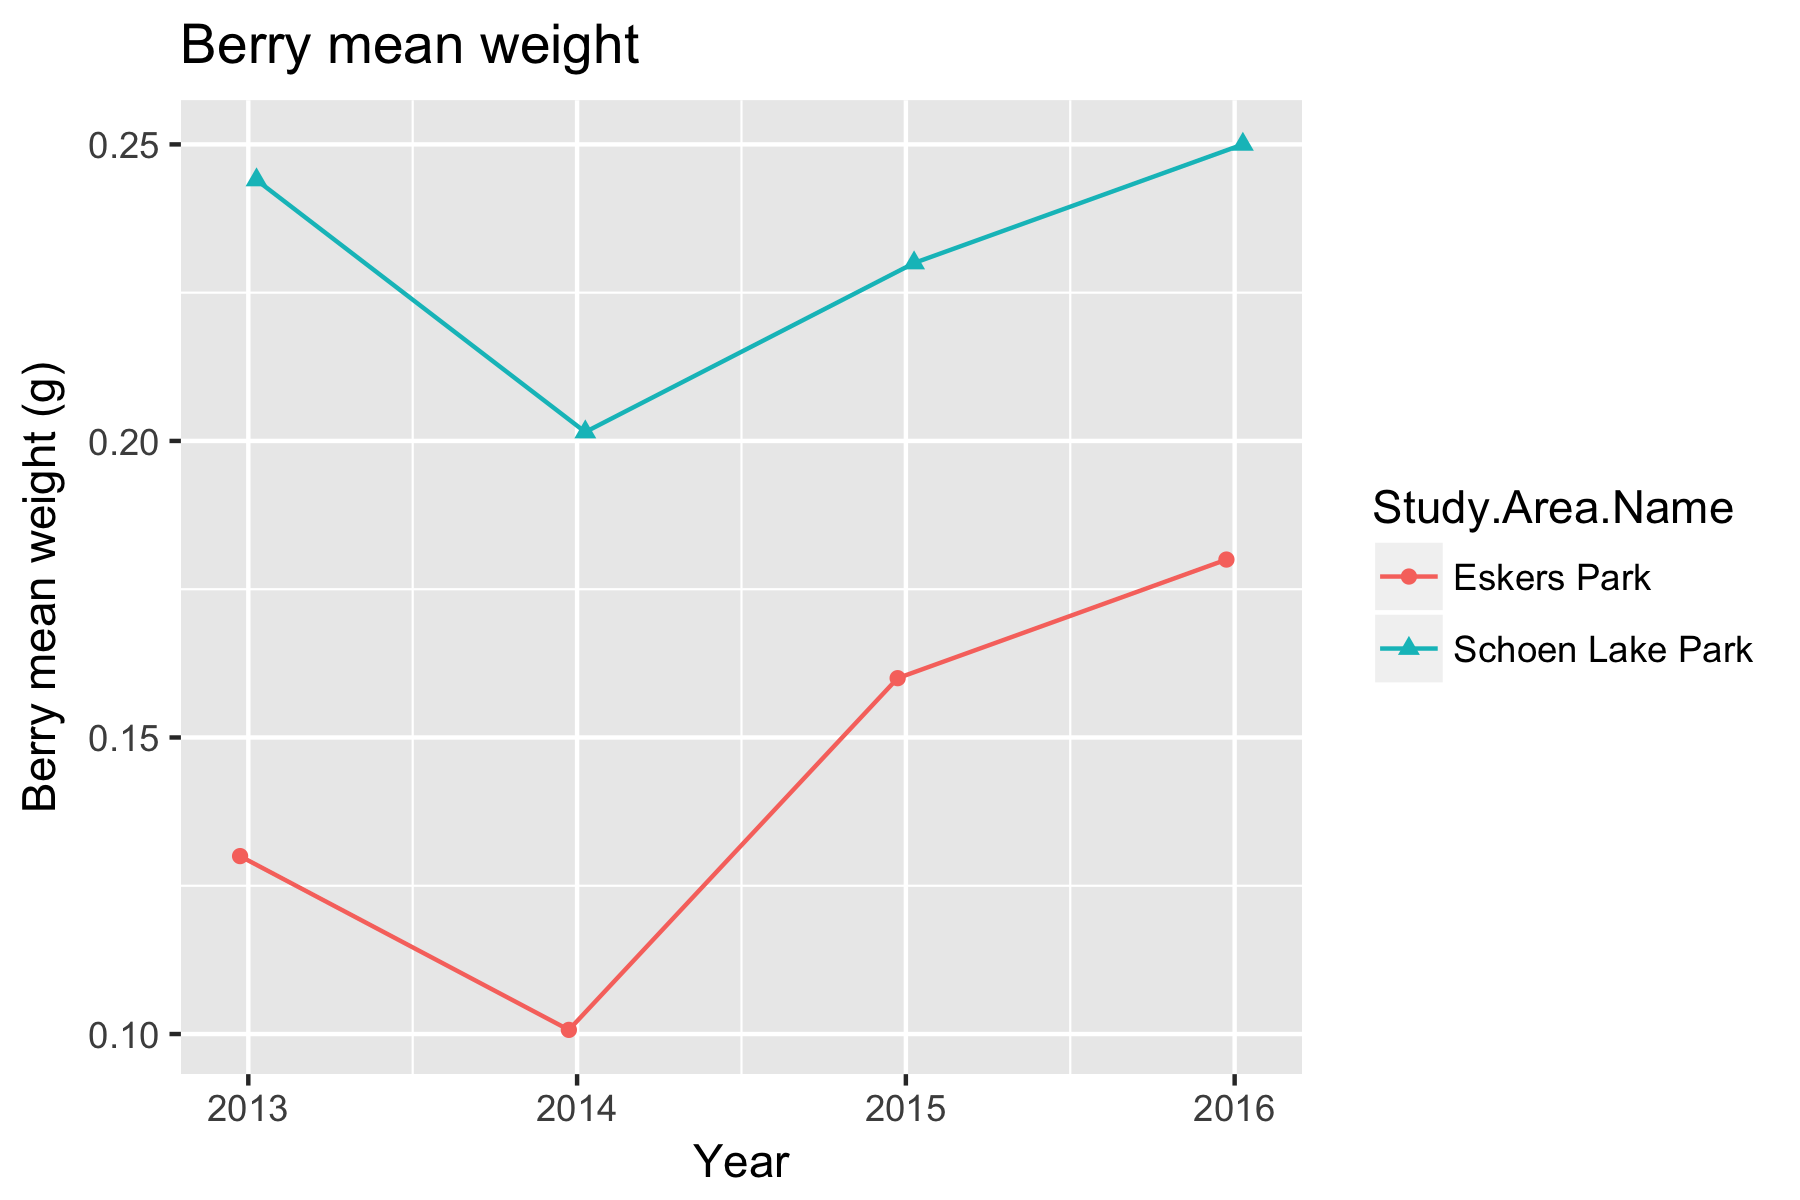 Berry mean weight
Berry mean weight (g)
0.25
0.20
0.15
0.10
2013 2014 2015 2016
Year
Study.Area.Name
Eskers Park
Schoen Lake Park